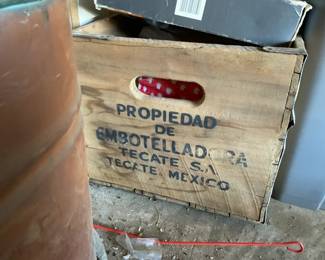 PROPIEDAD
DE
EMBOTELLADORA
TECATE S.A
TECATE, MEXICO